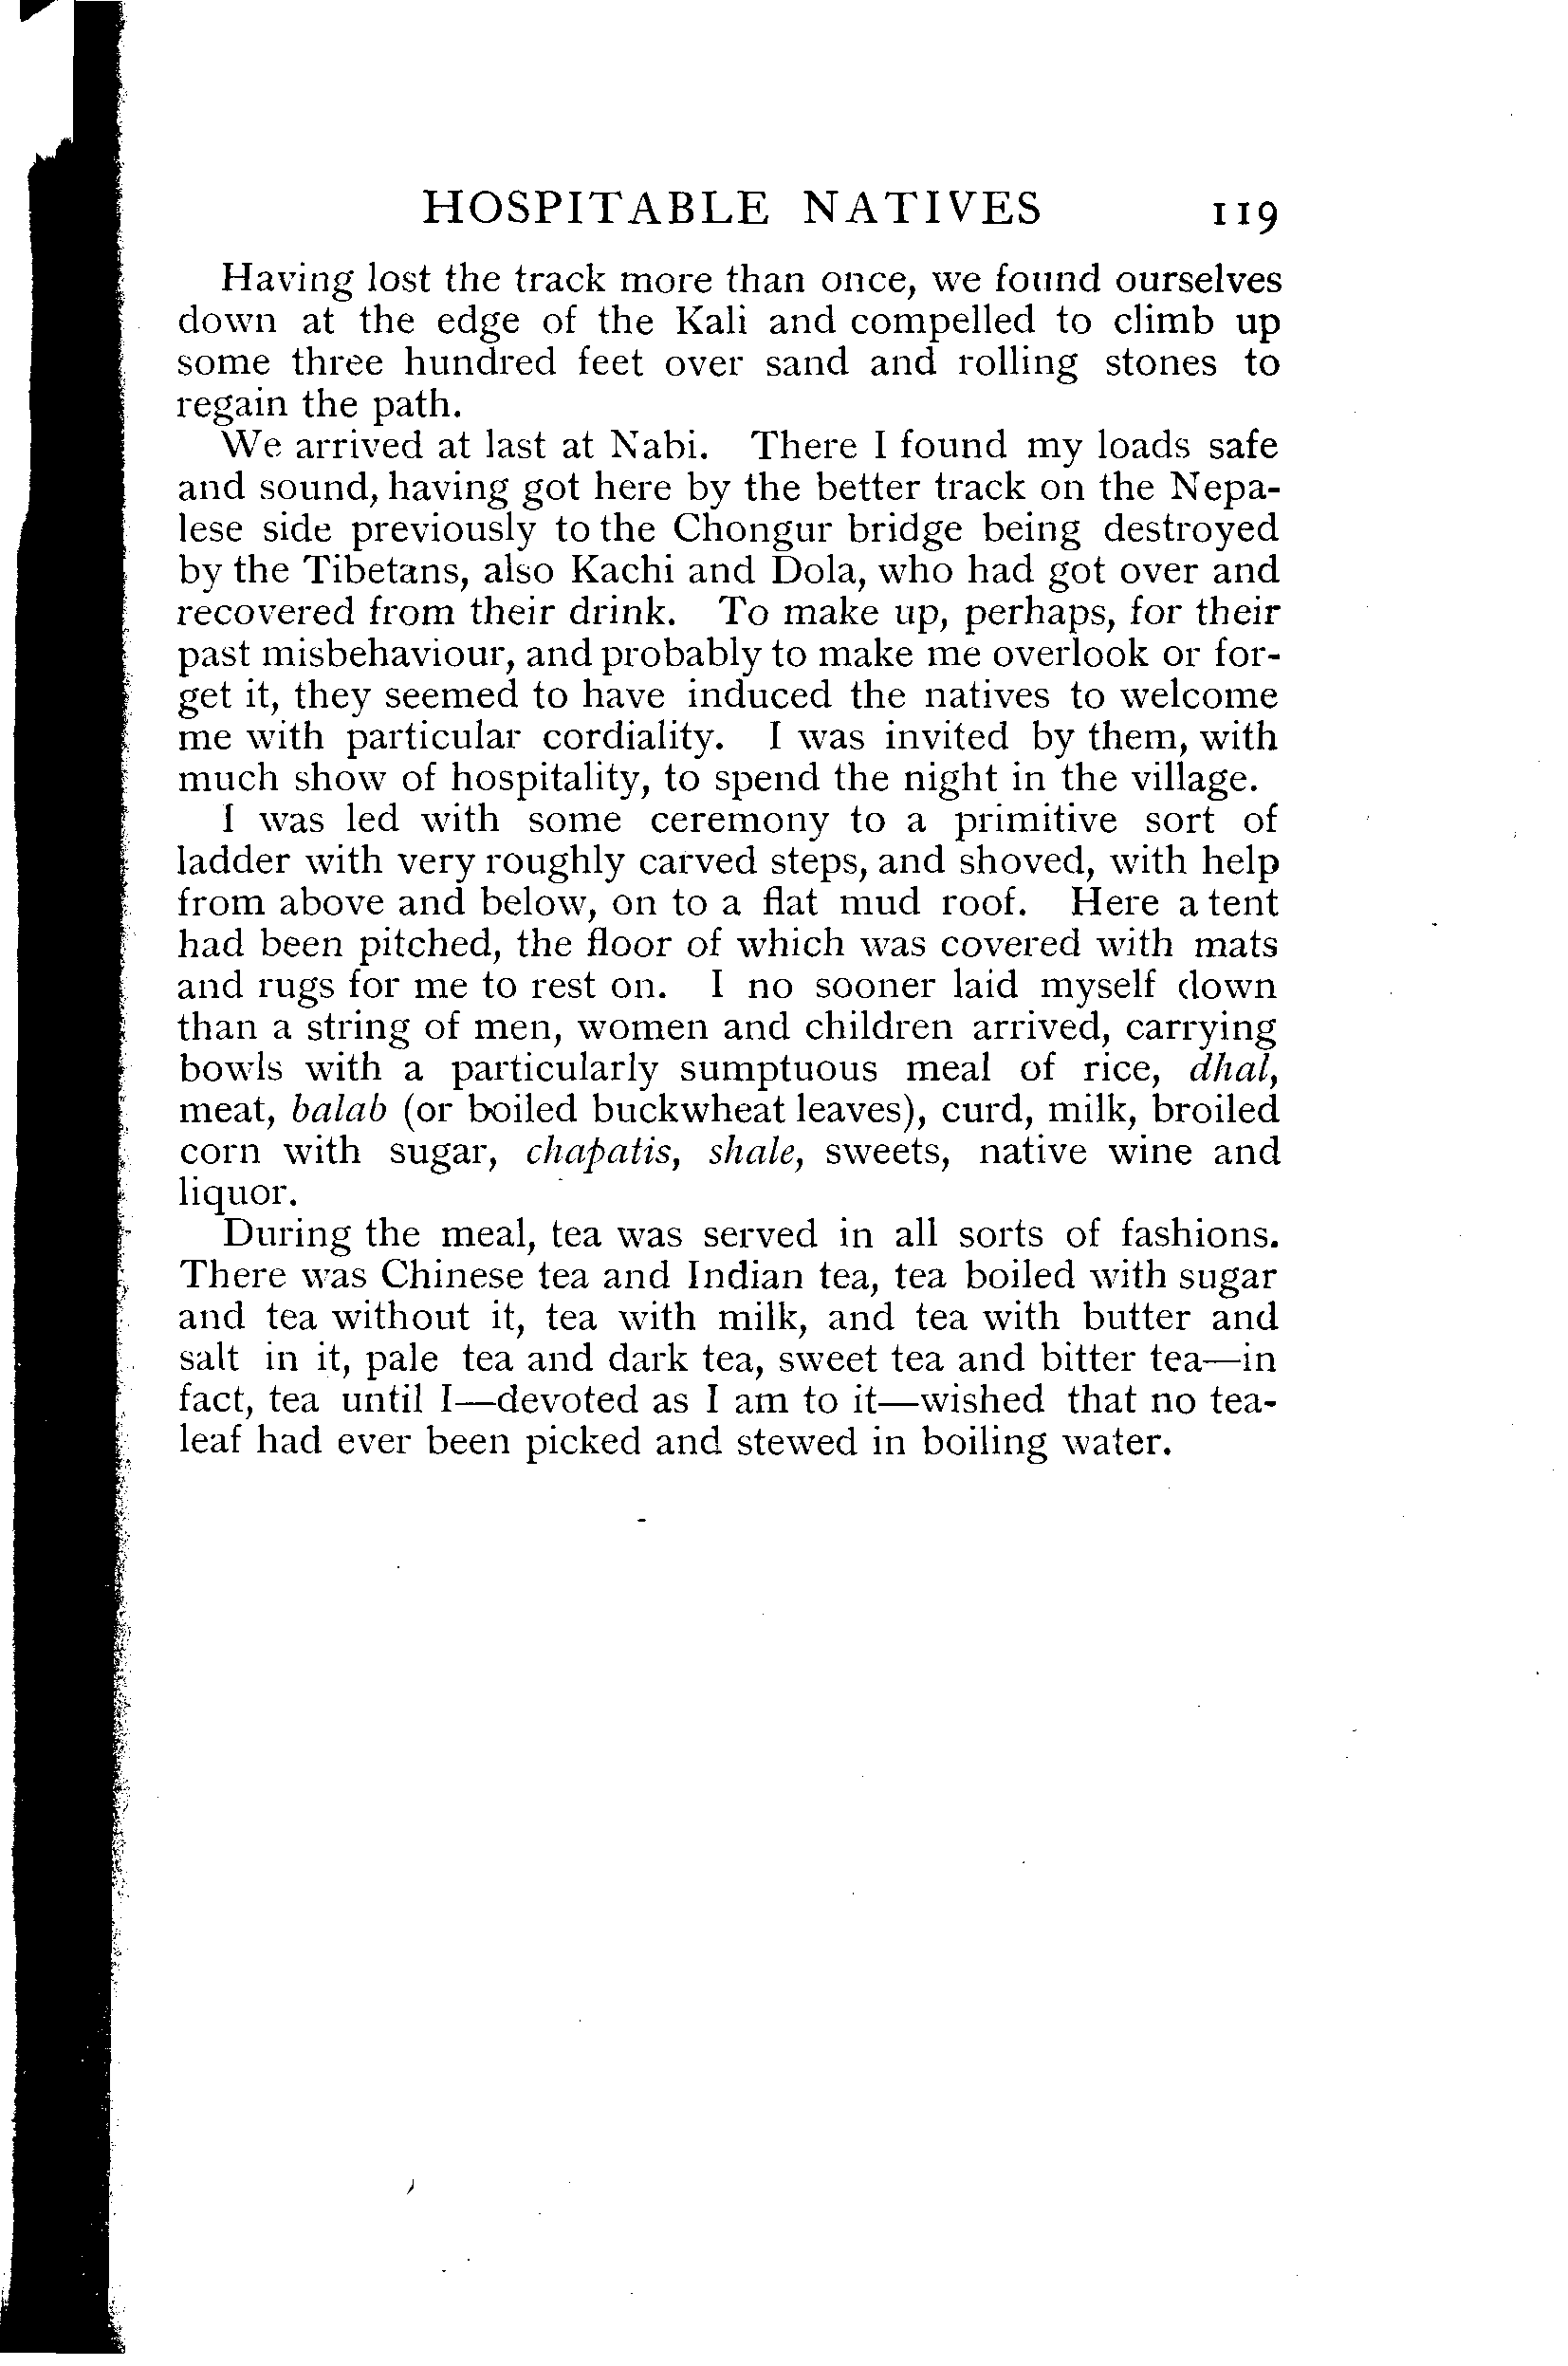 HOSPITABLE NATIVES 119
Having lost the track more than once, we found ourselves
down at the edge of the Kali and compelled to climb up
some three hundred feet over sand and rolling stones to
regain the path.
We arrived at last at Nabi. There I found my loads safe
and sound, having got here by the better track on the Nepa-
lese side previously to the Chongur bridge being destroyed
by the Tibetans, also Kachi and Dola, who had got over and
recovered from their drink. To make up, perhaps, for their
past misbehaviour, and probably to make me overlook or for-
get it, they seemed to have induced the natives to welcome
me with particular cordiality. I was invited by them, with
much show of hospitality, to spend the night in the village.
I was led with some ceremony to a primitive sort of
ladder with very roughly carved steps, and shoved, with help
from above and below, on to a flat mud roof. Here a tent
had been pitched, the floor of which was covered with mats
and rugs for me to rest on. I no sooner laid myself down
than a string of men, women and children arrived, carrying
bowls with a particularly sumptuous meal of rice, dhal,
meat, balab (or boiled buckwheat leaves), curd, milk, broiled
corn with sugar, chapatis, shale, sweets, native wine and
liquor.
During the meal, tea was served in all sorts of fashions.
There was Chinese tea and Indian tea, tea boiled with sugar
and tea without it, tea with milk, and tea with butter and
salt in it, pale tea and dark tea, sweet tea and bitter tea—in
fact, tea until I—devoted as I am to it—wished that no tea-
leaf had ever been picked and stewed in boiling water.